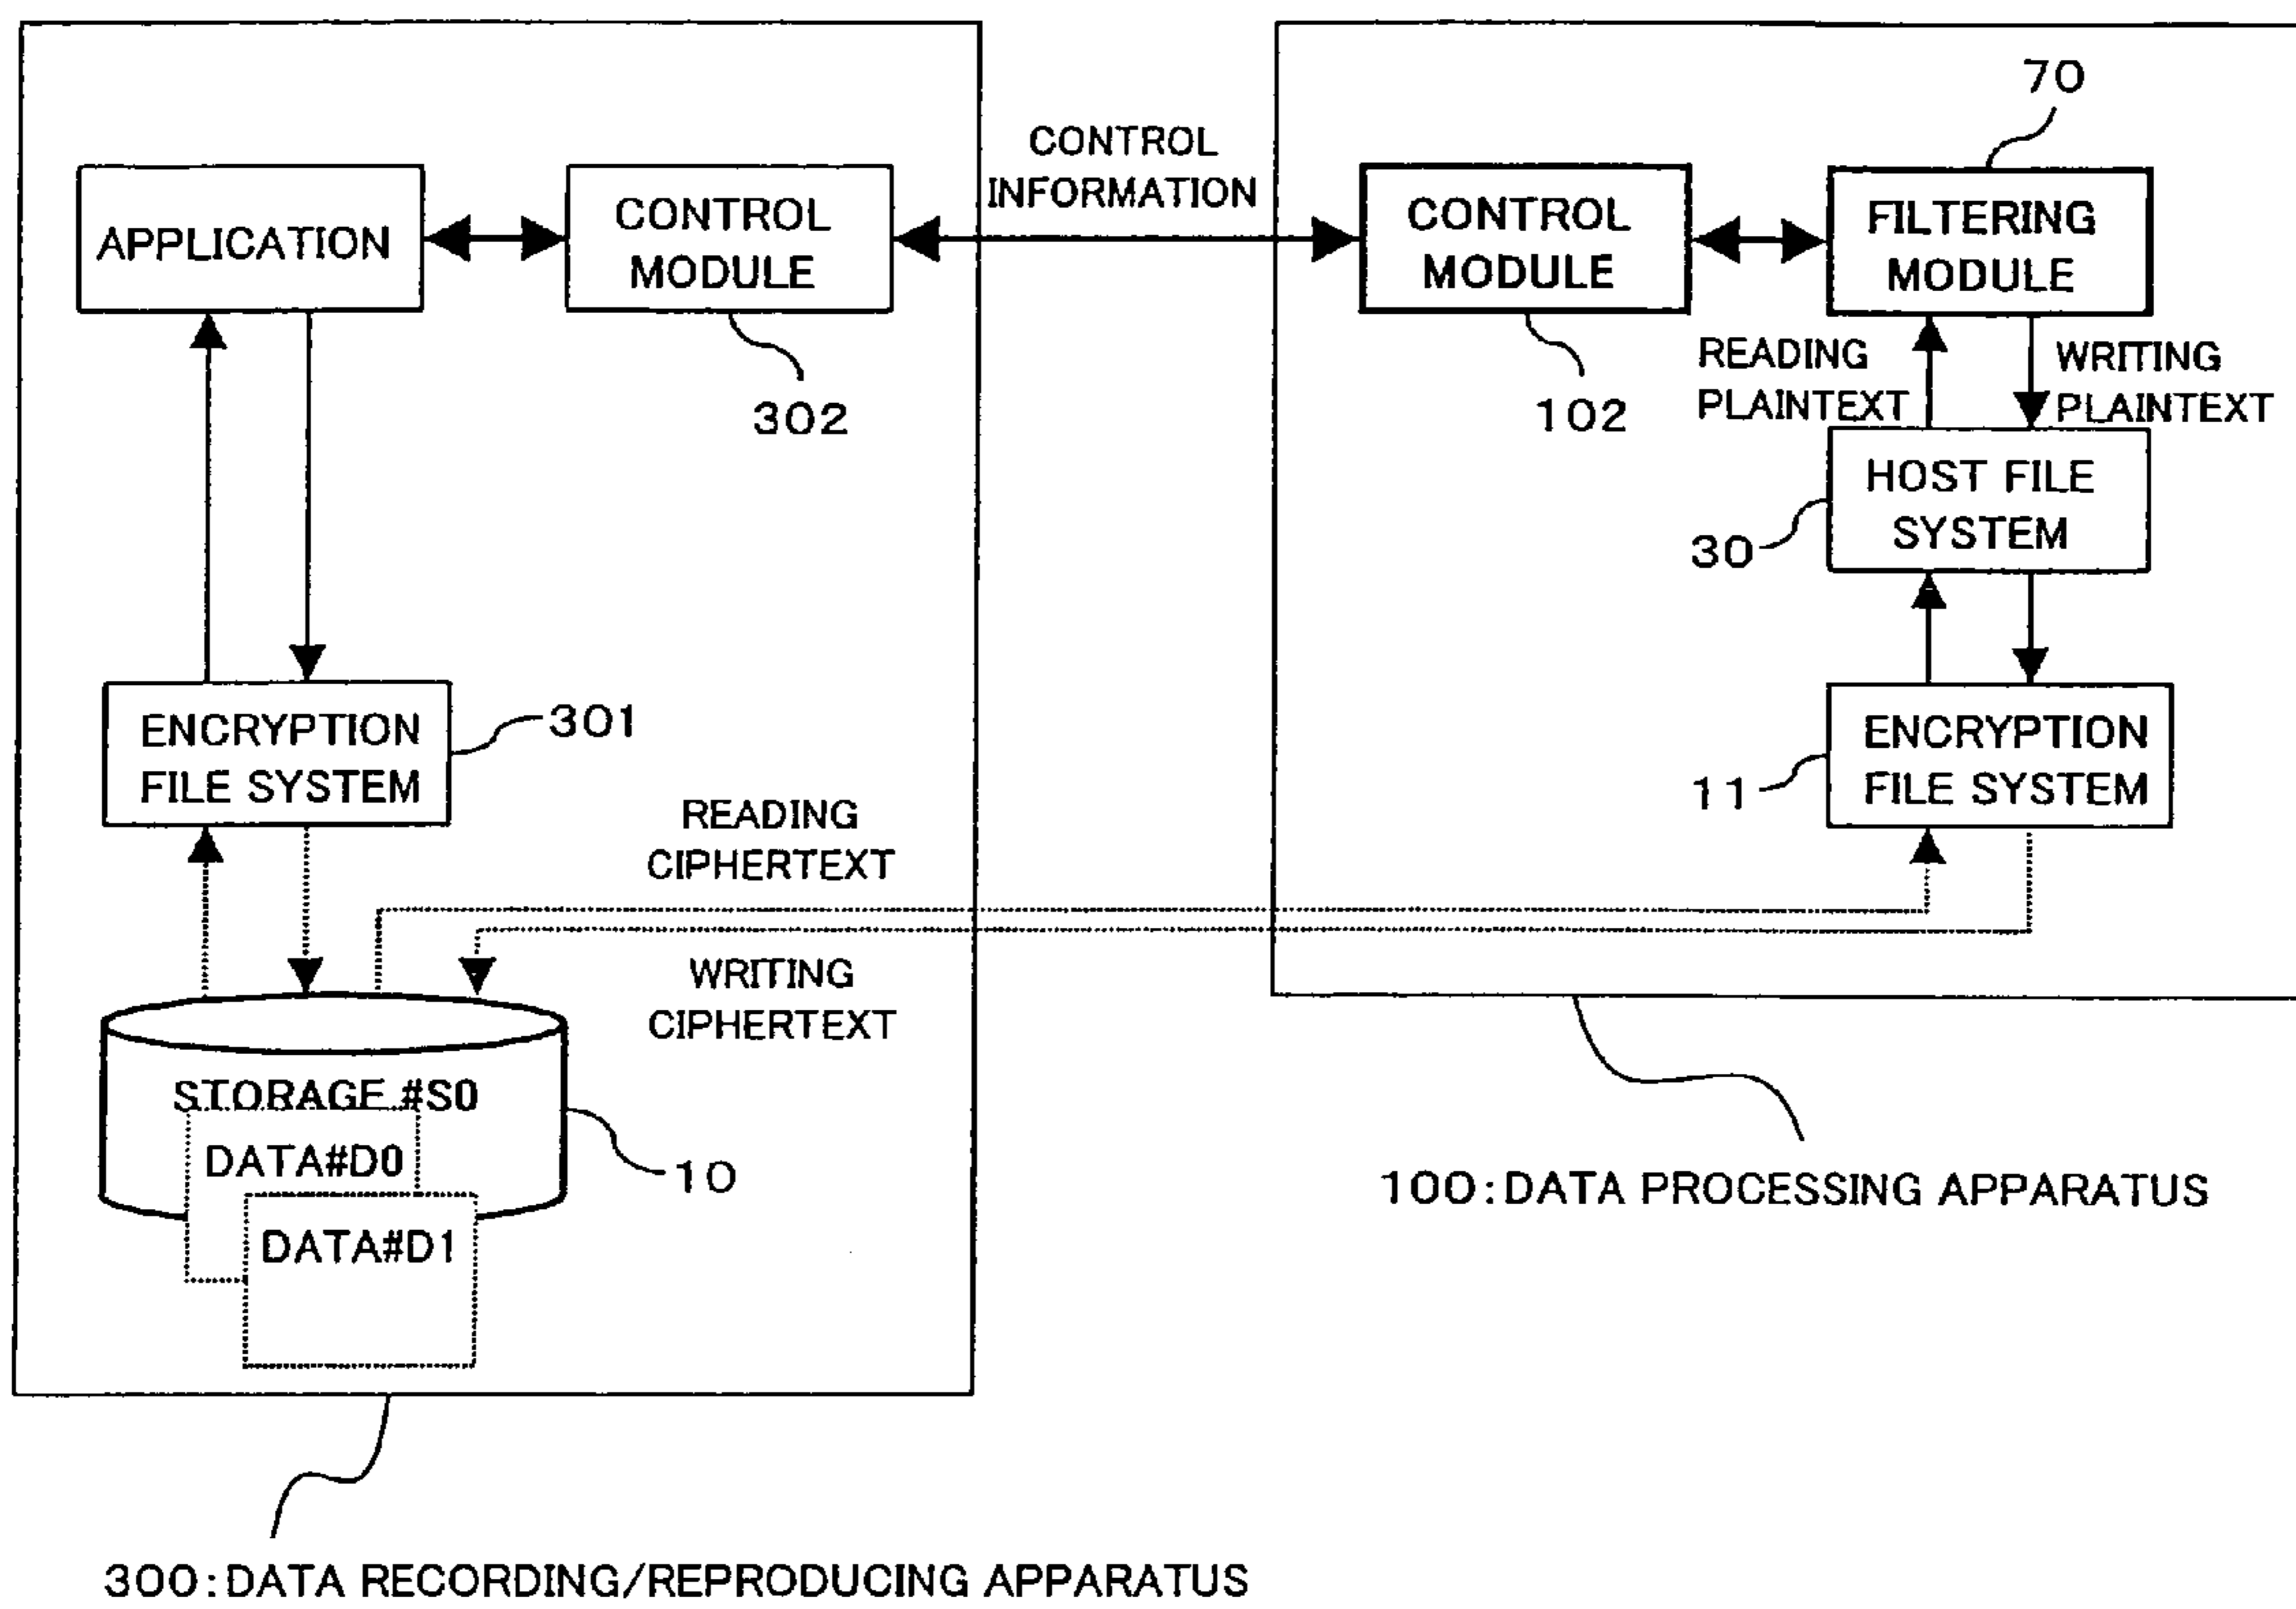 70
CONTROL
INFORMATION
APPLICATION
CONTROL
MODULE
CONTROL
MODULE
FILTERING
MODULE
302
102
READING
PLAINTEXT
WRITING
PLAINTEXT
HOST FILE
SYSTEM
30
ENCRYPTION
FILE SYSTEM
301
ENCRYPTION
FILE SYSTEM
11
READING
CIPHERTEXT
WRITING
CIPHERTEXT
STORAGE #S0
DATA#D0
DATA#D1
10
100:DATA PROCESSING APPARATUS
300:DATA RECORDING/REPRODUCING APPARATUS